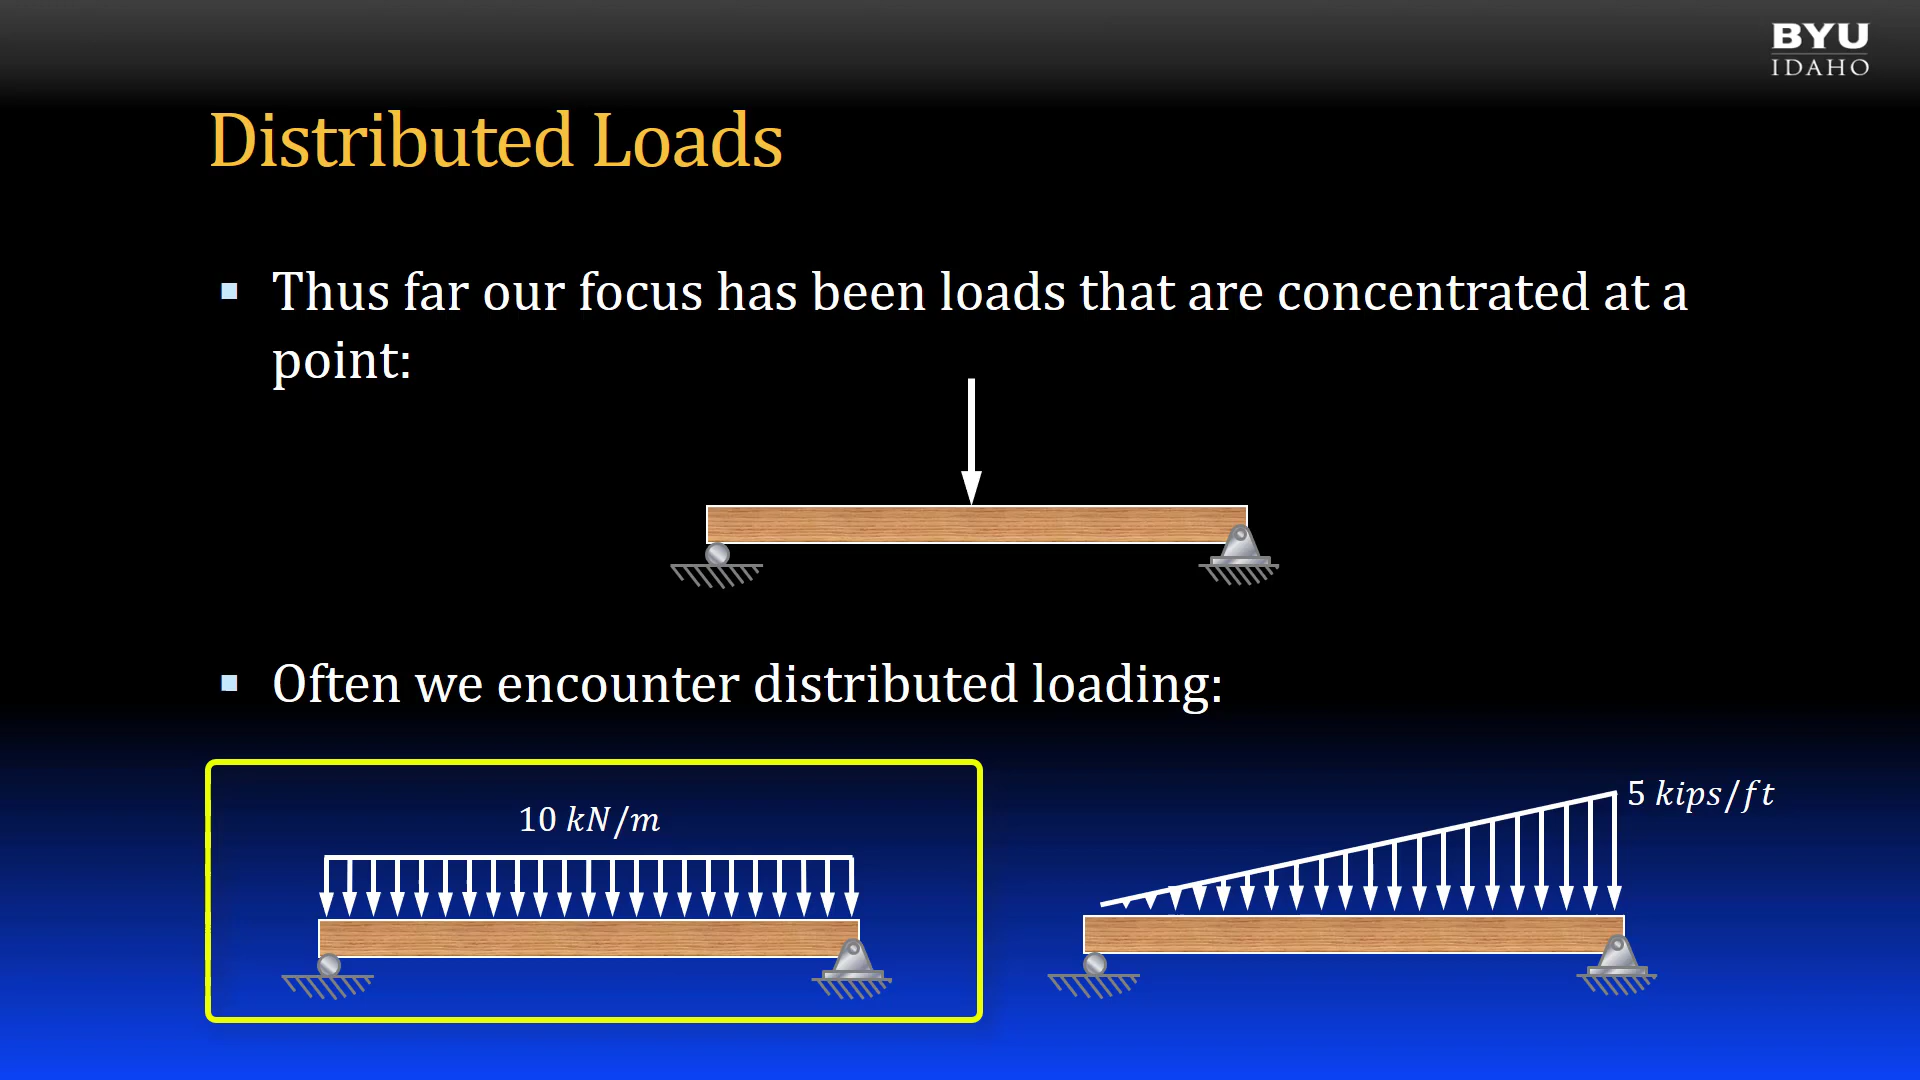 BYU
IDAHO
Distributed Loads
▪ Thus far our focus has been loads that are concentrated at a
point:
▪ Often we encounter distributed loading:
10 kN/m
5 kips/ft